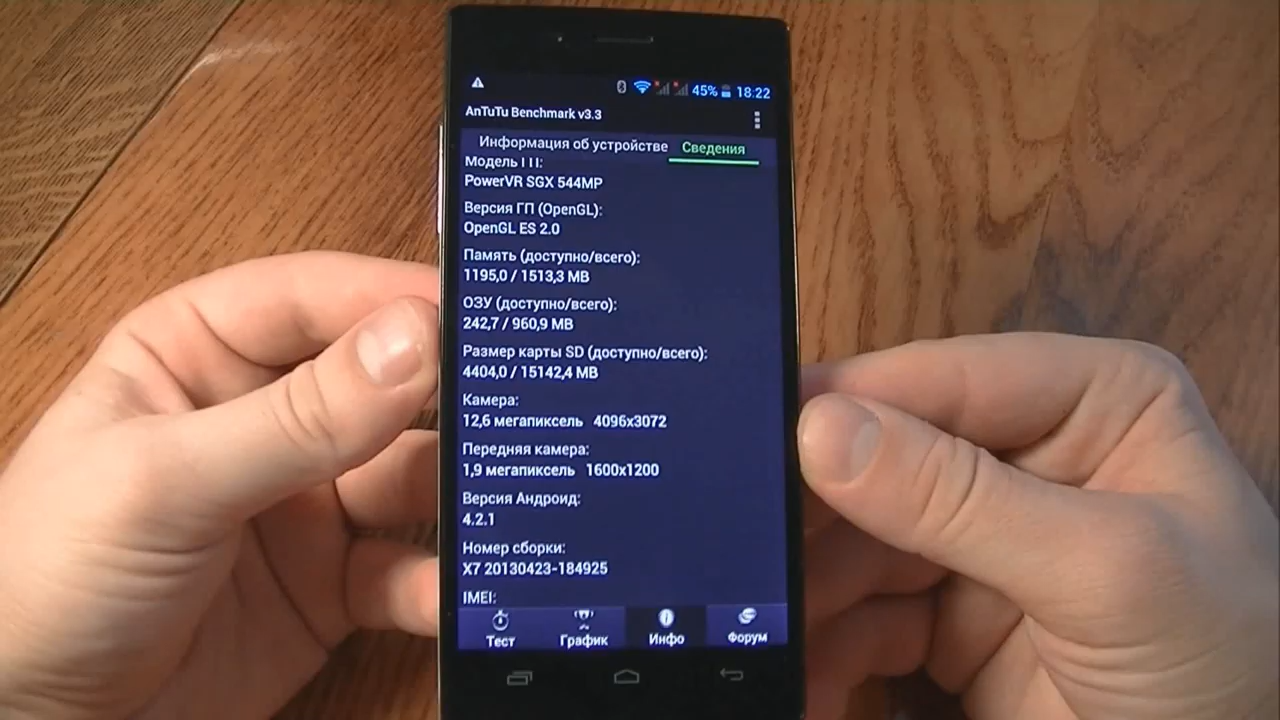 45% 18:22
AnTuTu Benchmark v3.3
Информация об устройстве Сведения
Модель ГП:
PowerVR SGX 544MP
Версия ГП (OpenGL):
OpenGL ES 2.0
Память (доступно/всего):
1195,0 / 1513,3 MB
ОЗУ (доступно/всего):
242,7 / 960,9 MB
Размер карты SD (доступно/всего):
4404,0 / 15142,4 MB
Камера:
12,6 мегапиксель 4096x3072
Передняя камера:
1,9 мегапиксель 1600x1200
Версия Андроид:
4.2.1
Номер сборки:
X7 20130423-184925
IMEI:
Тест График Инфо Форум